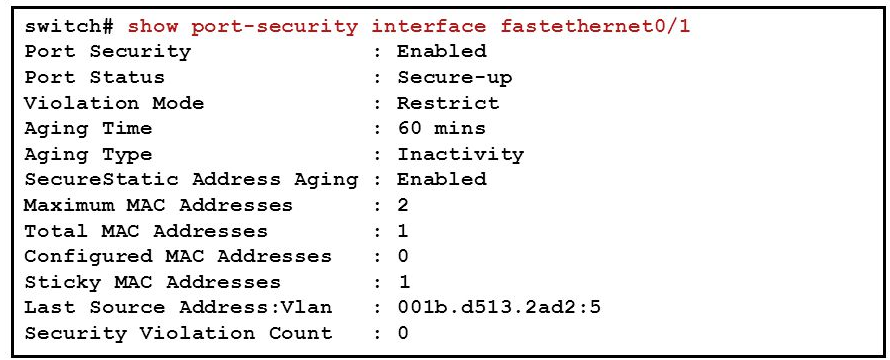 switch# show port-security interface fastethernet0/1
Port Security : Enabled
Port Status : Secure-up
Violation Mode : Restrict
Aging Time : 60 mins
Aging Type : Inactivity
SecureStatic Address Aging : Enabled
Maximum MAC Addresses : 2
Total MAC Addresses : 1
Configured MAC Addresses : 0
Sticky MAC Addresses : 1
Last Source Address:Vlan : 001b.d513.2ad2:5
Security Violation Count : 0